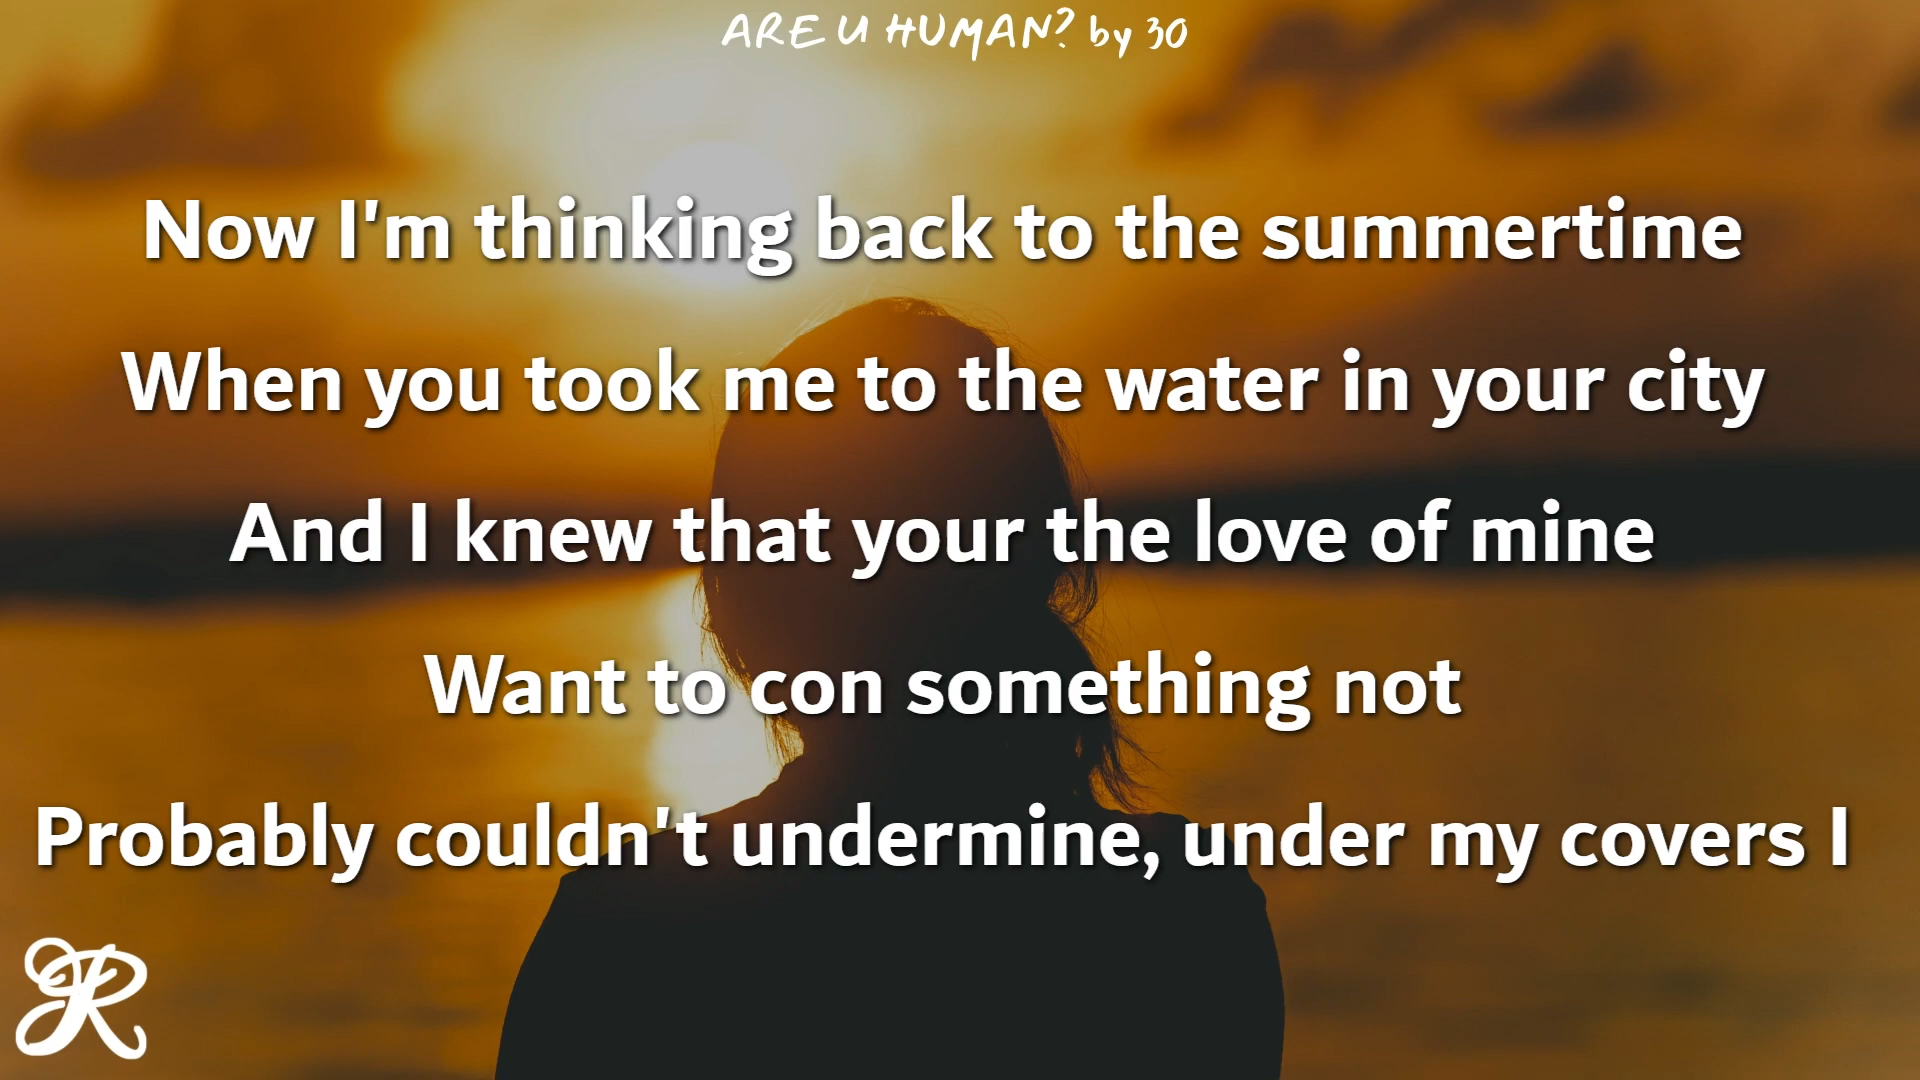 ARE U HUMAN? by 30
Now I'm thinking back to the summertime
When you took me to the water in your city
And I knew that your the love of mine
Want to con something not
Probably couldn't undermine, under my covers I
R